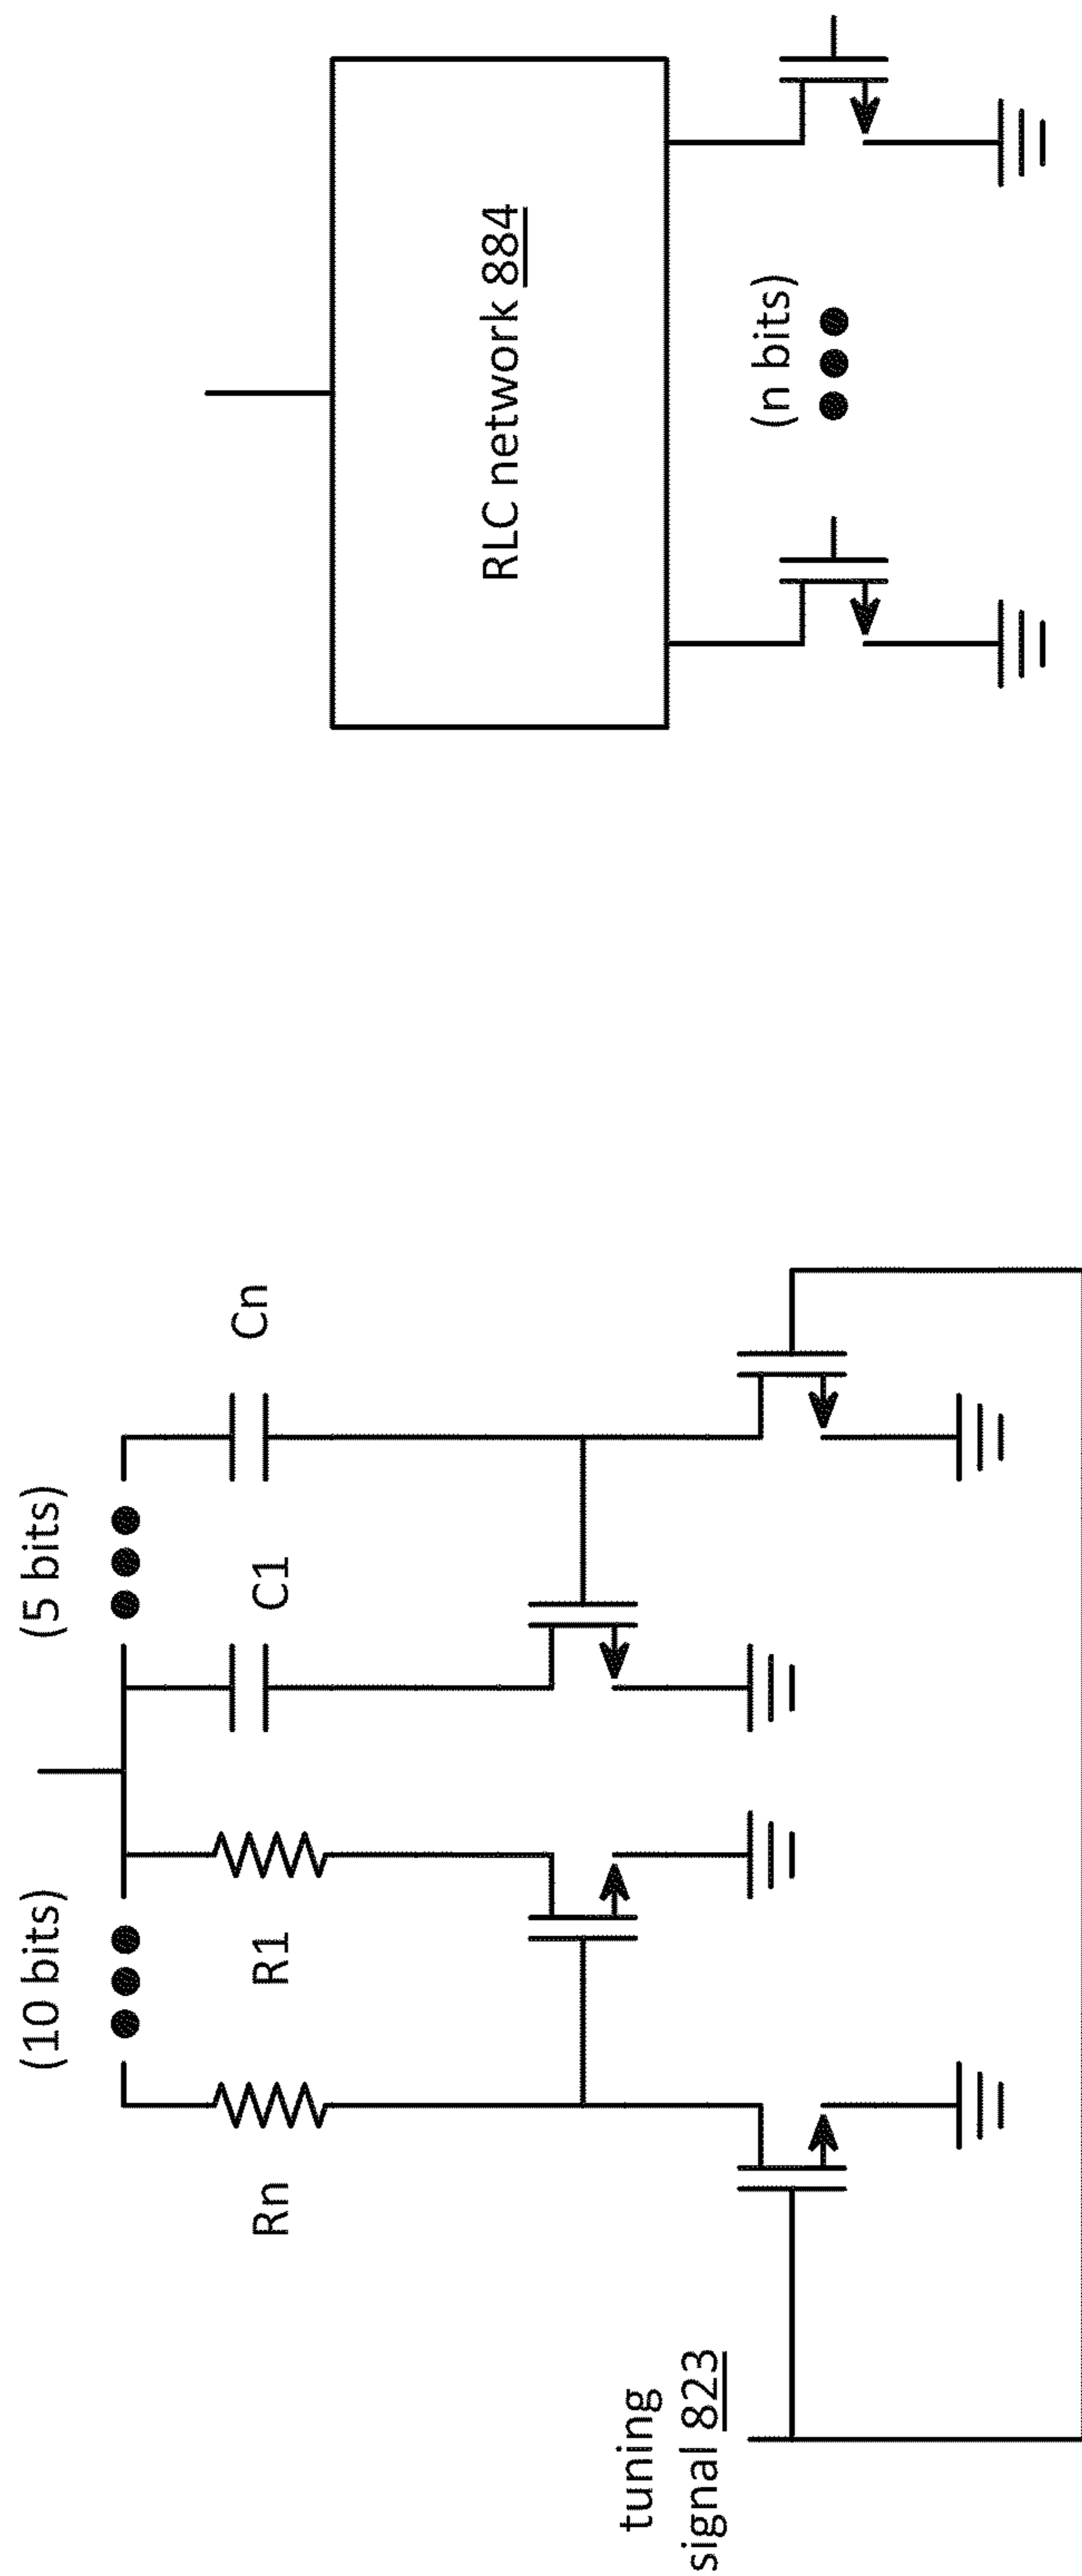 (10 bits)
(5 bits)
Rn
R1
C1
Cn
tuning
signal 823
RLC network 884
(n bits)